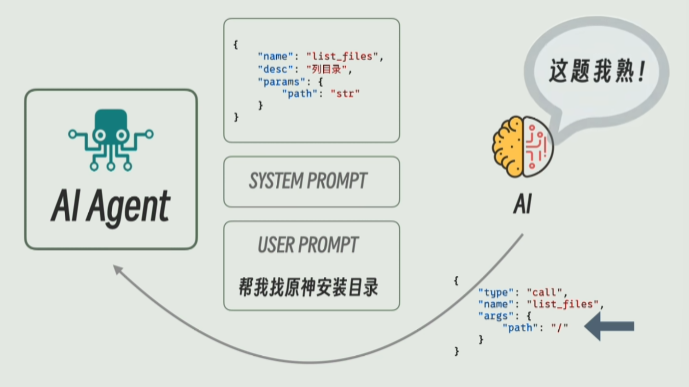 AI Agent
{
"name": "list_files",
"desc": "列目录",
"params": {
"path": "str"
}
}
SYSTEM PROMPT
USER PROMPT
帮我找原神安装目录
这题我熟!
AI
{
"type": "call",
"name": "list_files",
"args": {
"path": "/"
}
}